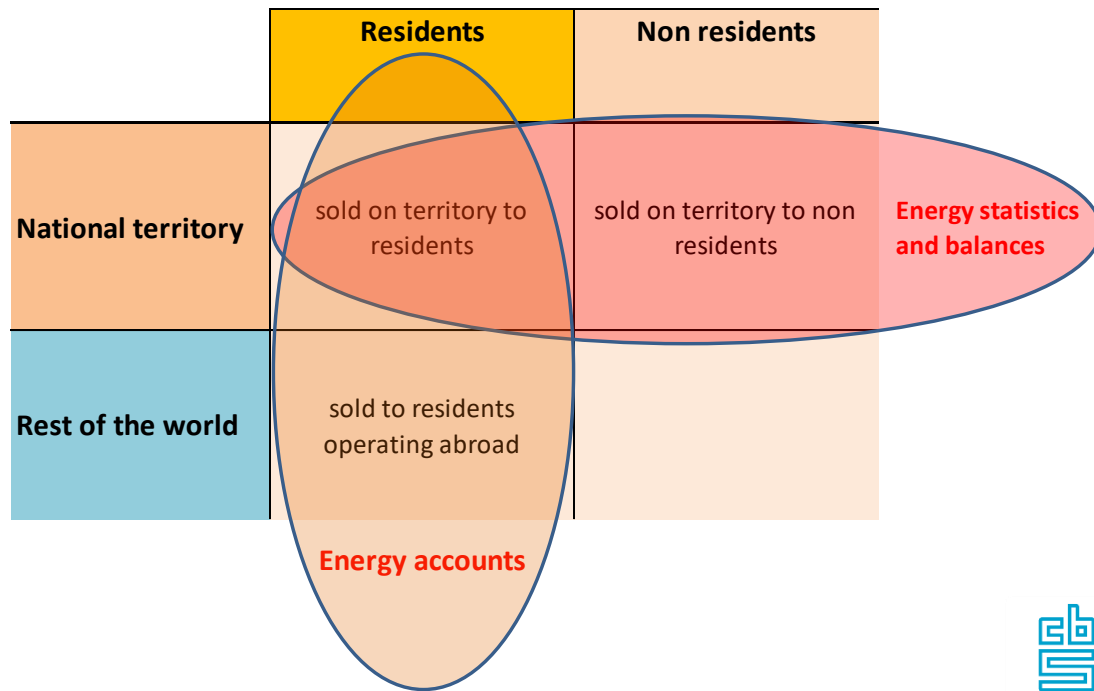 Residents
Non residents
National territory
sold on territory to
residents
sold on territory to non
residents
Energy statistics
and balances
Rest of the world
sold to residents
operating abroad
Energy accounts
cbs